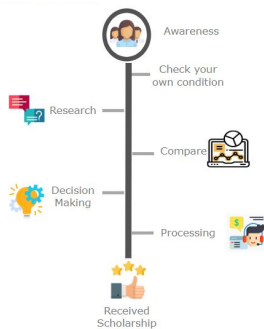 Awareness
Check your
own condition
Research
Compare
Decision
Making
Processing
Received
Scholarship